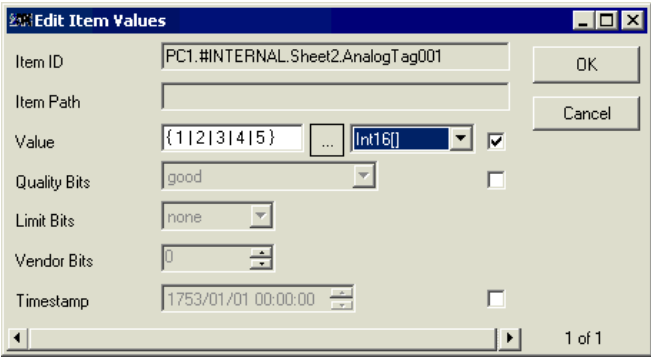 Edit Item Values
Item ID PC1.#INTERNAL.Sheet2.AnalogTag001 OK
Item Path Cancel
Value {1|2|3|4|5} ... Int16[]
Quality Bits good
Limit Bits none
Vendor Bits 0
Timestamp 1753/01/01 00:00:00
1 of 1